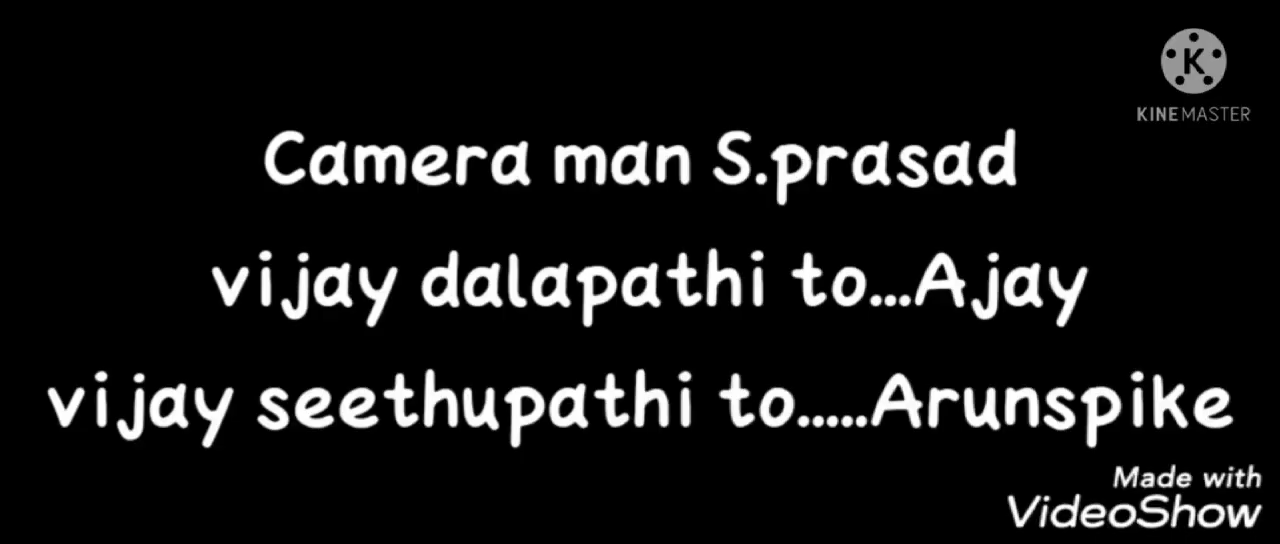 K
KINEMASTER
Camera man S.prasad
vijay dalapathi to...Ajay
vijay seethupathi to.....Arunspike
Made with
VideoShow